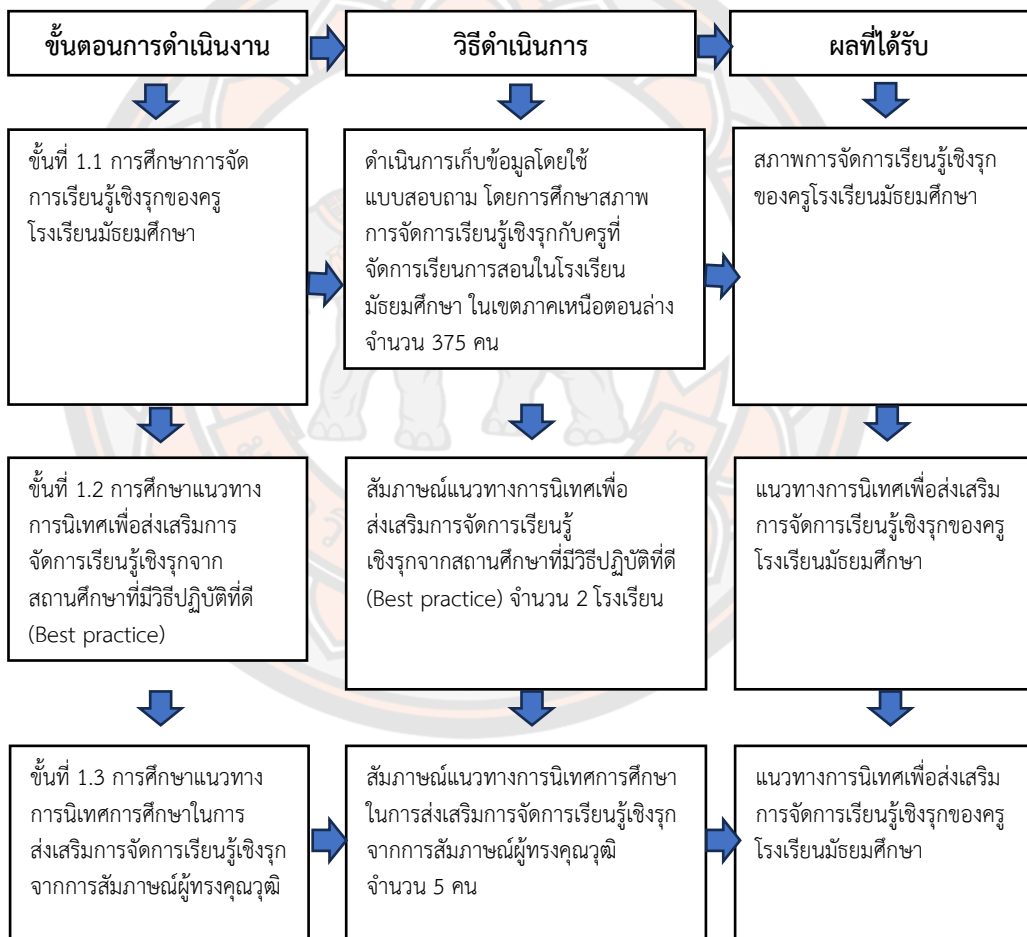 ขั้นตอนการดำเนินงาน
วิธีดำเนินการ
ผลที่ได้รับ
ขั้นที่ 1.1 การศึกษาการจัด
การเรียนรู้เชิงรุกของครู
โรงเรียนมัธยมศึกษา
ดำเนินการเก็บข้อมูลโดยใช้
แบบสอบถาม โดยการศึกษาสภาพ
การจัดการเรียนรู้เชิงรุกกับครูที่
จัดการเรียนการสอนในโรงเรียน
มัธยมศึกษา ในเขตภาคเหนือตอนล่าง
จำนวน 375 คน
สภาพการจัดการเรียนรู้เชิงรุก
ของครูโรงเรียนมัธยมศึกษา
ขั้นที่ 1.2 การศึกษาแนวทาง
การนิเทศเพื่อส่งเสริมการ
จัดการเรียนรู้เชิงรุกจาก
สถานศึกษาที่มีวิธีปฏิบัติที่ดี
(Best practice)
สัมภาษณ์แนวทางการนิเทศเพื่อ
ส่งเสริมการจัดการเรียนรู้
เชิงรุกจากสถานศึกษาที่มีวิธีปฏิบัติที่ดี
(Best practice) จำนวน 2 โรงเรียน
แนวทางการนิเทศเพื่อส่งเสริม
การจัดการเรียนรู้เชิงรุกของครู
โรงเรียนมัธยมศึกษา
ขั้นที่ 1.3 การศึกษาแนวทาง
การนิเทศการศึกษาในการ
ส่งเสริมการจัดการเรียนรู้เชิงรุก
จากการสัมภาษณ์ผู้ทรงคุณวุฒิ
สัมภาษณ์แนวทางการนิเทศการศึกษา
ในการส่งเสริมการจัดการเรียนรู้เชิงรุก
จากการสัมภาษณ์ผู้ทรงคุณวุฒิ
จำนวน 5 คน
แนวทางการนิเทศเพื่อส่งเสริม
การจัดการเรียนรู้เชิงรุกของครู
โรงเรียนมัธยมศึกษา